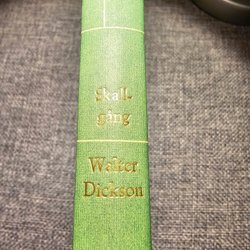 Skall-
gång
Walter
Dickson